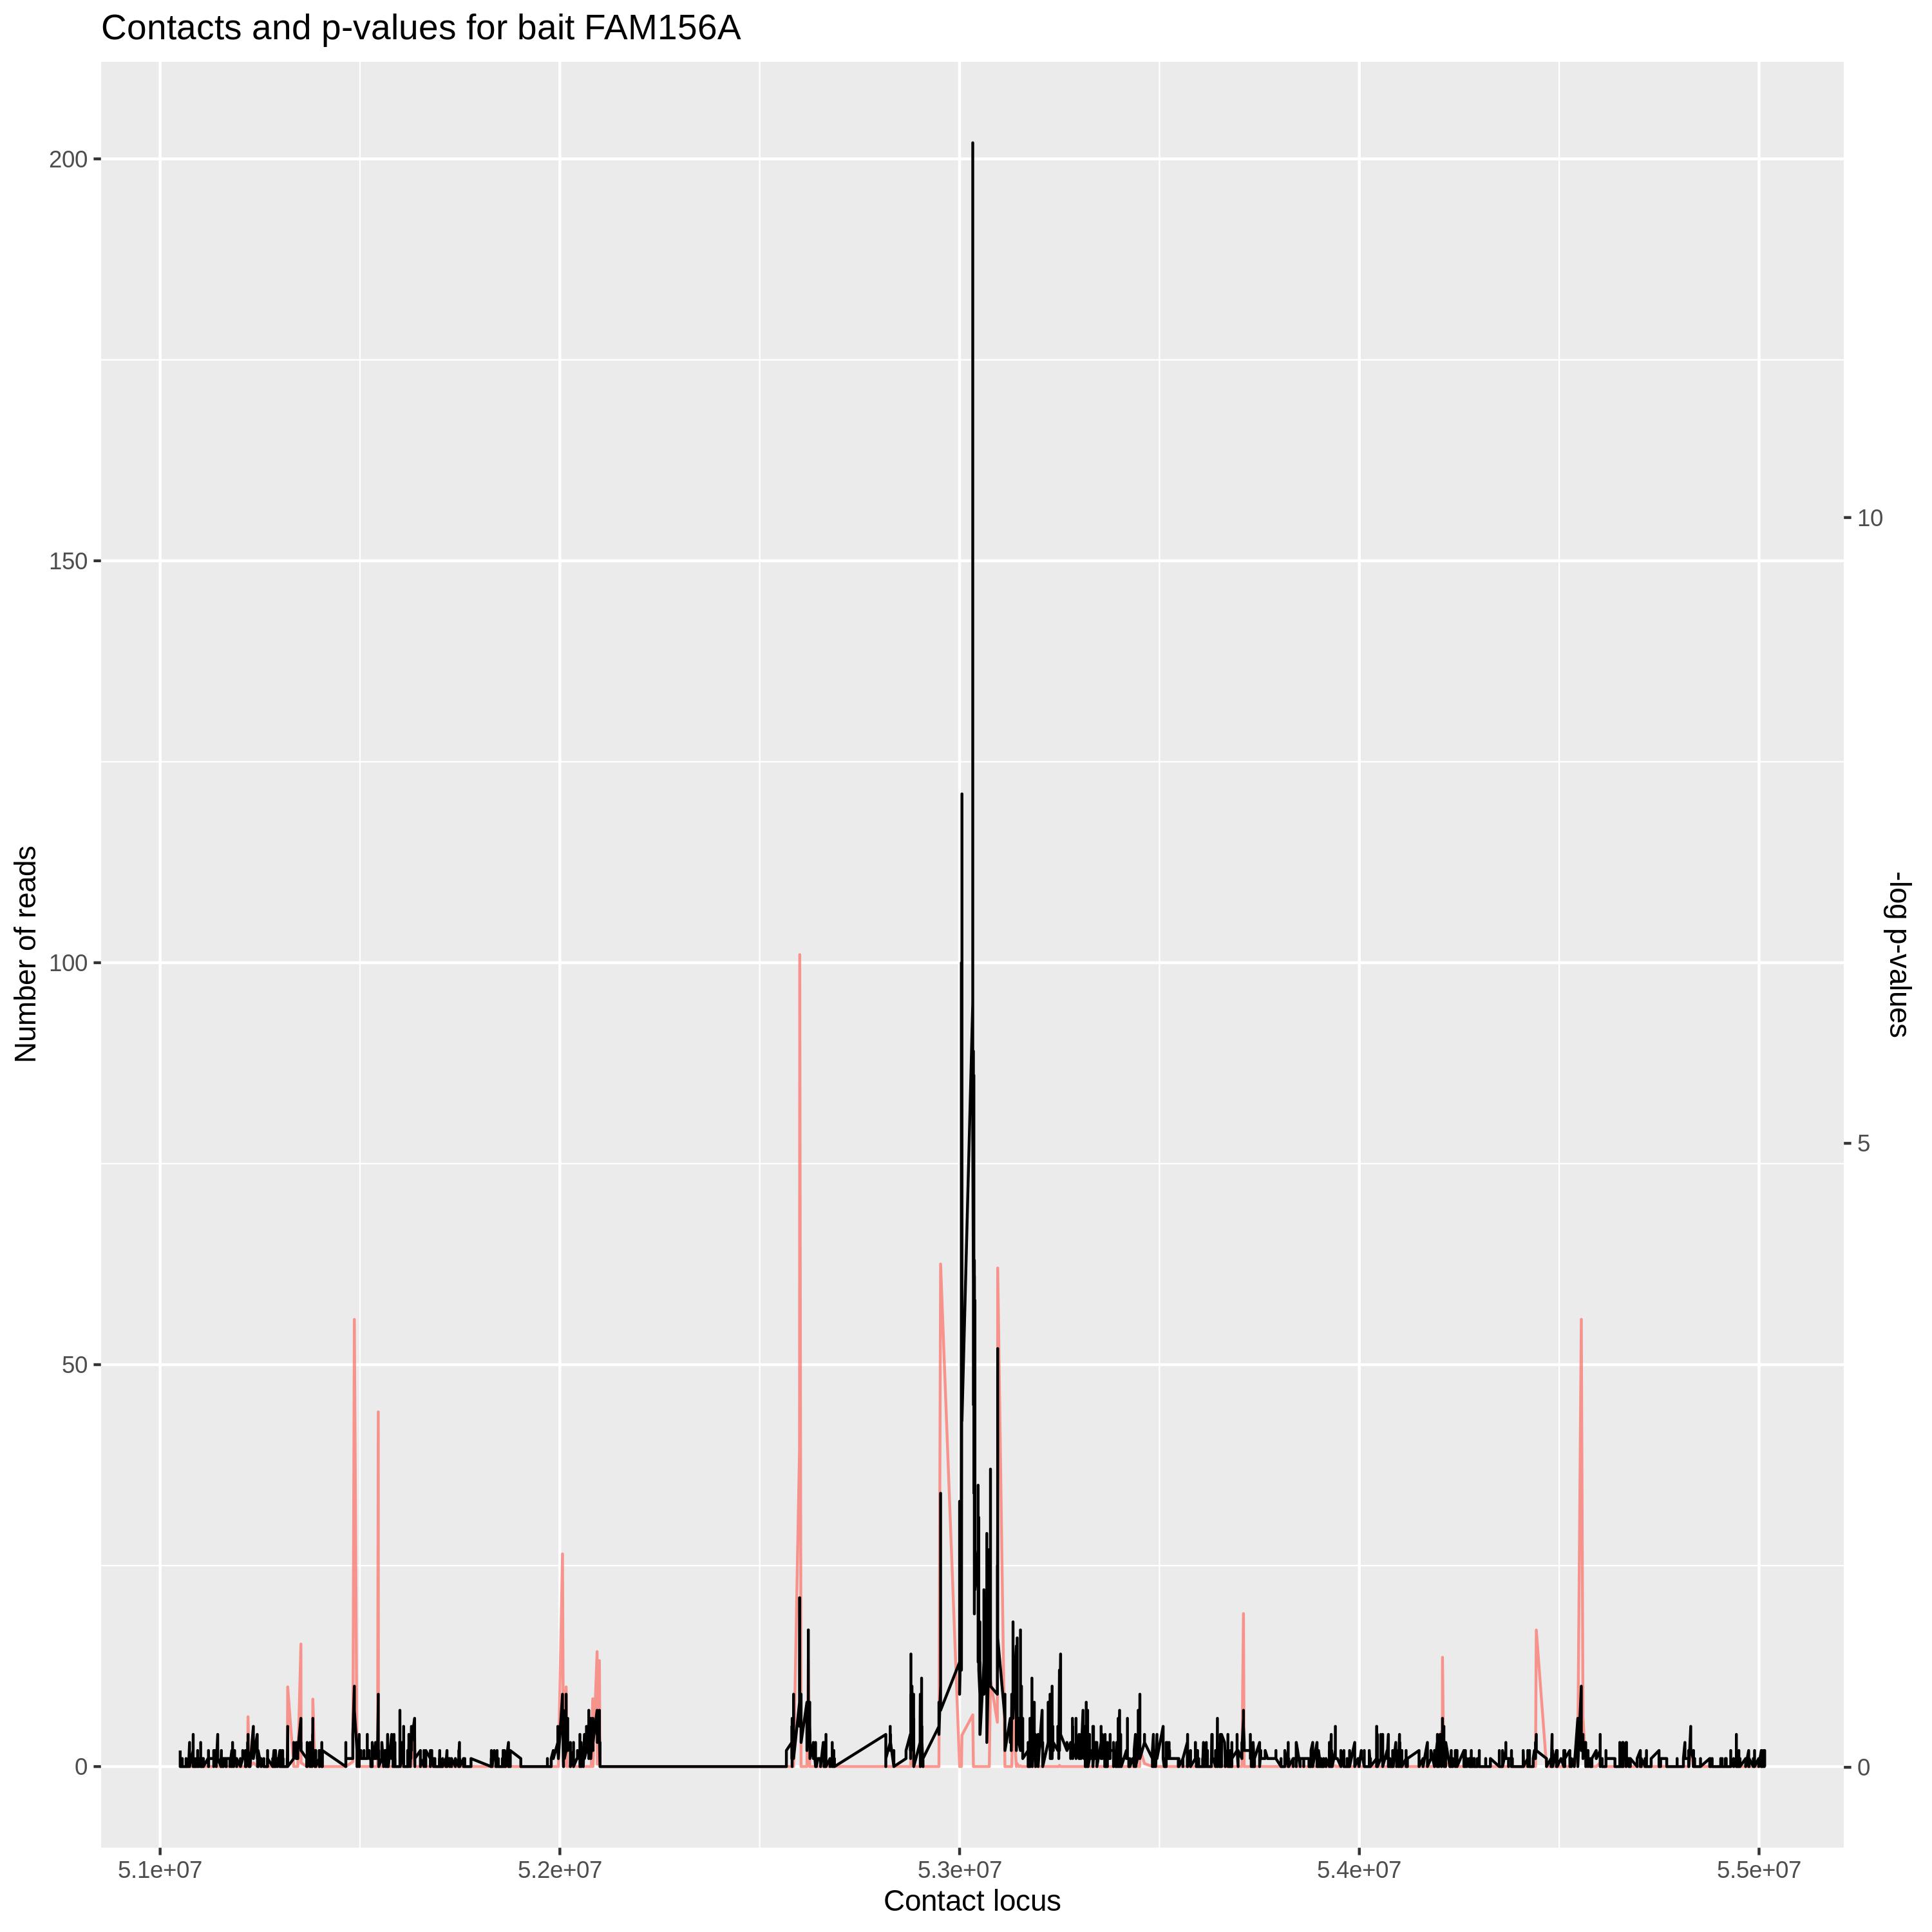 Contacts and p-values for bait FAM156A
200
150
100
50
0
Number of reads
10
5
0
-log p-values
5.1e+07
5.2e+07
5.3e+07
5.4e+07
5.5e+07
Contact locus